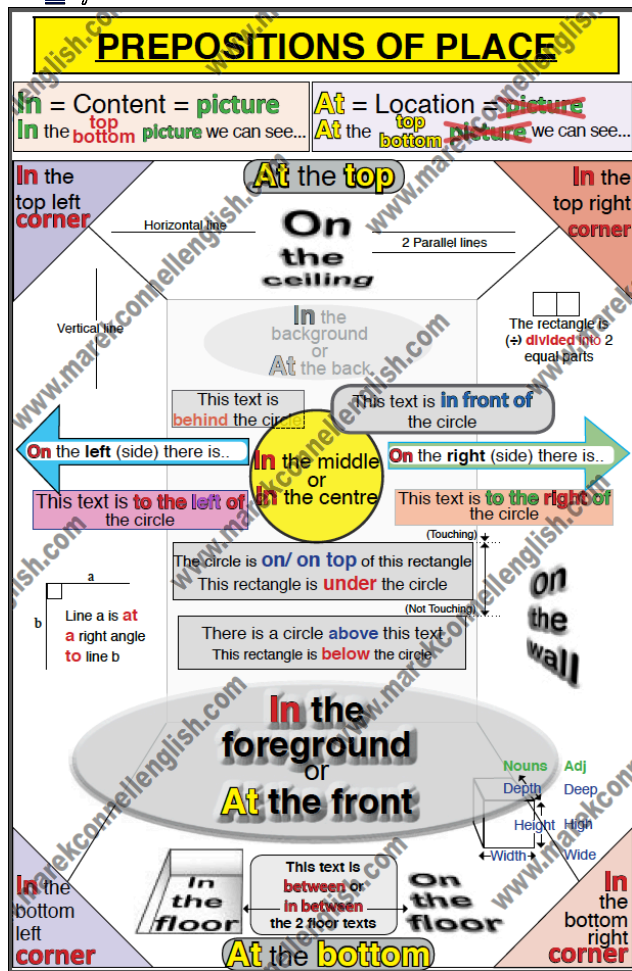 PREPOSITIONS OF PLACE
In = Content = picture
In the top bottom picture we can see...
At = Location = picture
At the top bottom picture we can see...
In the
top left
corner
At the top
In the
top right
corner
Horizontal line
On
the
ceiling
2 Parallel lines
Vertical line
In the
background
or
At the back
The rectangle is
(÷) divided into 2
equal parts
This text is
behind the circle
This text is in front of
the circle
On the left (side) there is..
In the middle
or
In the centre
On the right (side) there is..
This text is to the left of
the circle
This text is to the right of
the circle
(Touching)
The circle is on/ on top of this rectangle
This rectangle is under the circle
(Not Touching)
a
b
Line a is at
a right angle
to line b
on
the
wall
There is a circle above this text
This rectangle is below the circle
In the
foreground
or
At the front
Nouns Adj
Depth Deep
Height High
Width Wide
In the
bottom
left
corner
In
the
floor
This text is
between or
in between
the 2 floor texts
On
the
floor
In
the
bottom
right
corner
At the bottom
www.marekconnellenglish.com